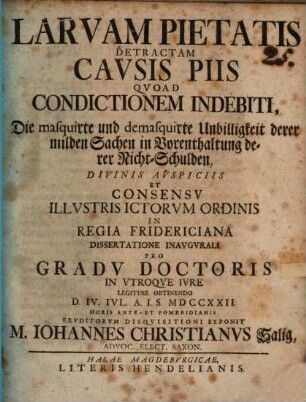 LARVAM PIETATIS
DETRACTAM
CAVSIS PIIS
QVOAD
CONDICTIONEM INDEBITI,
Die masquirte und demasquirte Unbilligkeit derer
milden Sachen in Vorenthaltung de-
rer Nicht-Schulden,
DIVINIS AVSPICIIS
ET
CONSENSV
ILLVSTRIS ICTORVM ORDINIS
IN
REGIA FRIDERICIANA
DISSERTATIONE INAVGVRALI
PRO
GRADV DOCTORIS
IN VTROQVE IVRE
LEGITIME OBTINENDO
D. IV. IVL. A. I. S. MDCCXXII.
HORIS ANTE- ET POMERIDIANIS
ERVDITORVM DISQVISITIONI EXPONIT
M. IOHANNES CHRISTIANVS Salig,
ADVOC. ELECT. SAXON.
HALAE MAGDEBVRGICAE,
LITERIS HENDELIANIS.